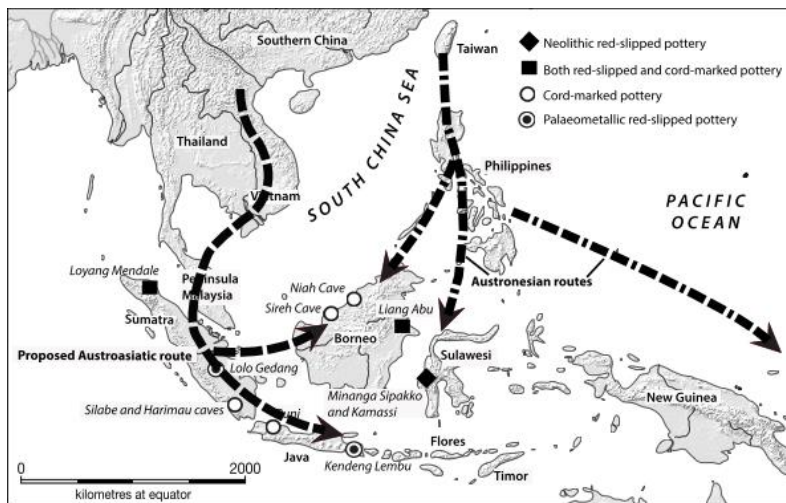 Southern China
Taiwan
Neolithic red-slipped pottery
Both red-slipped and cord-marked pottery
Cord-marked pottery
Palaeometallic red-slipped pottery
Thailand
SOUTH CHINA SEA
Philippines
Vietnam
PACIFIC
OCEAN
Loyang Mendale
Peninsula
Malaysia
Niah Cave
Sireh Cave
Liang Abu
Austronesian routes
Sumatra
Borneo
Proposed Austroasiatic route
Lolo Gedang
Sulawesi
Minanga Sipakko
and Kamassi
New Guinea
Silabe and Harimau caves
Java
Flores
Kendeng Lembu
Timor
0
2000
kilometres at equator